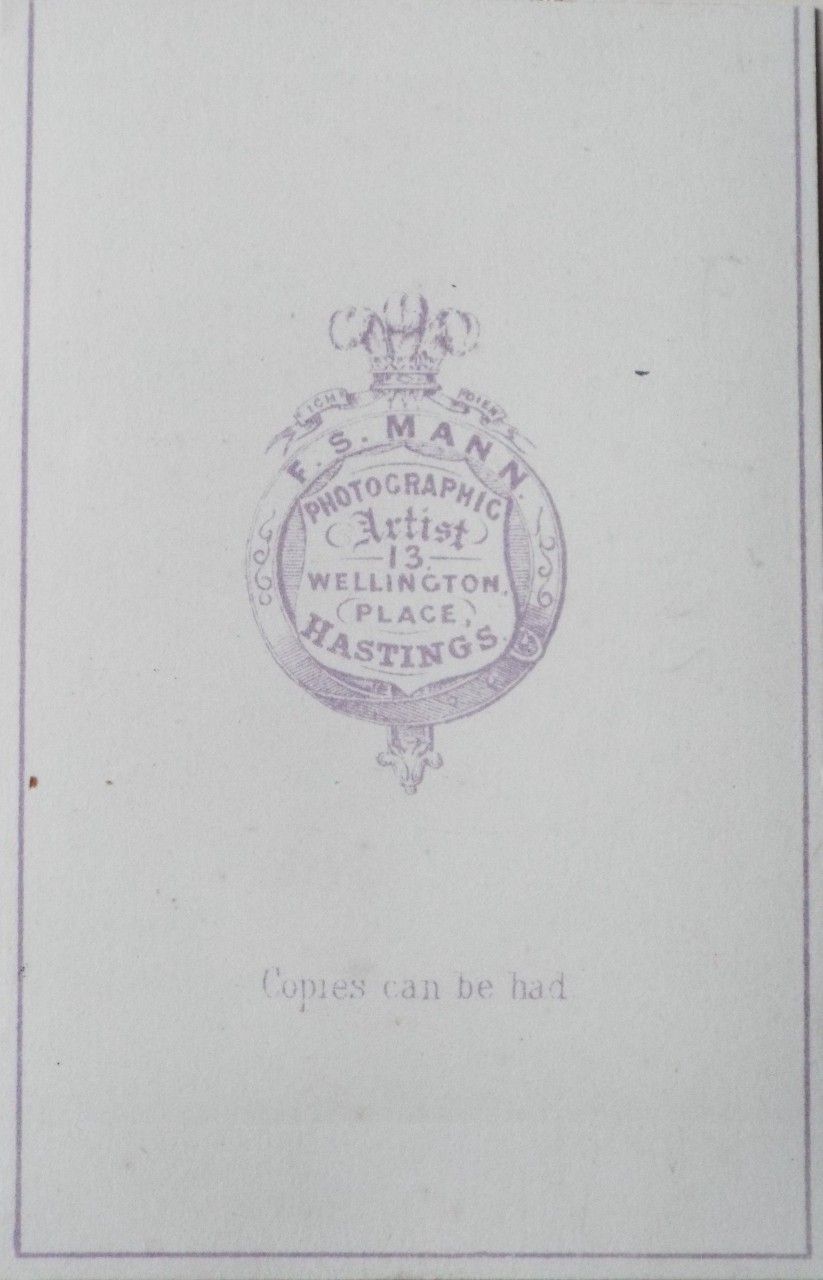 ICH DIEN
F. S. MANN.
PHOTOGRAPHIC
Artist
13.
WELLINGTON,
PLACE,
HASTINGS.
Copies can be had